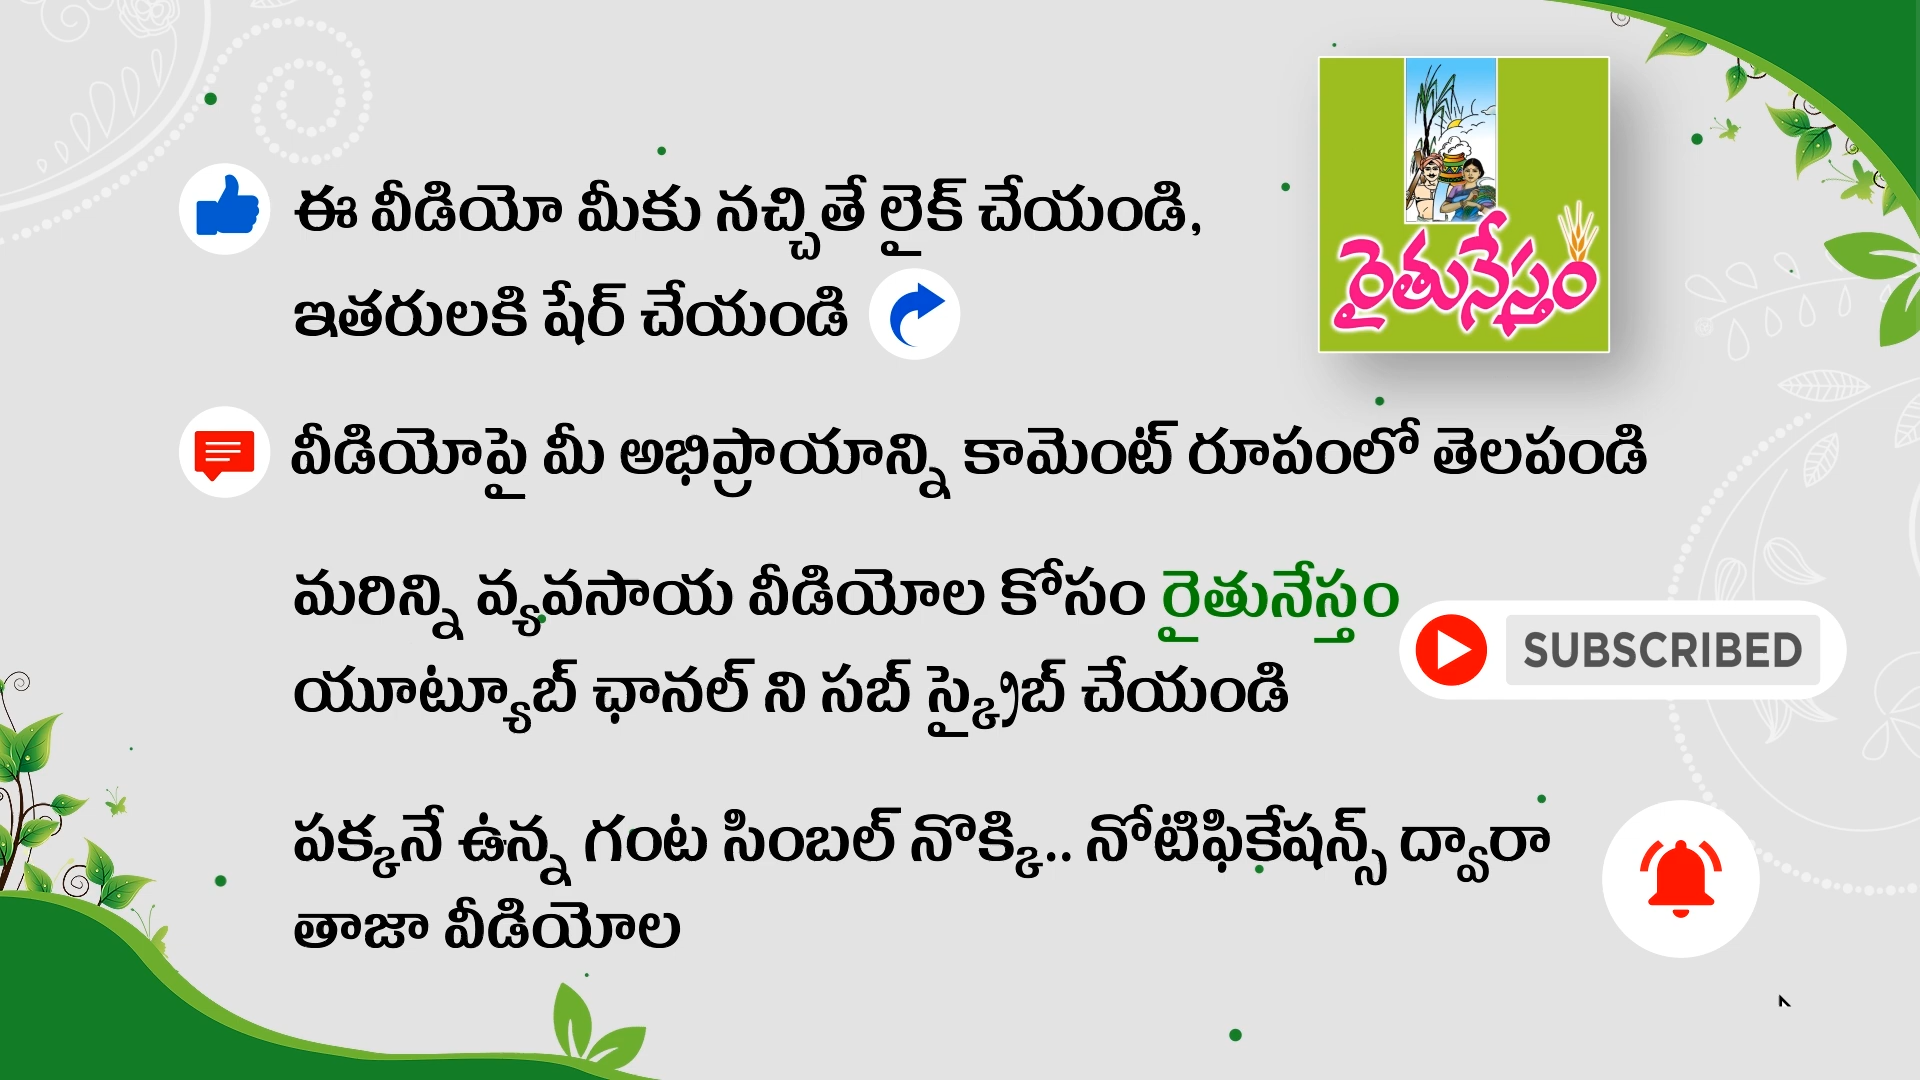 ఈ వీడియో మీకు నచ్చితే లైక్ చేయండి,
ఇతరులకి షేర్ చేయండి
రైతునేస్తం
వీడియోపై మీ అభిప్రాయాన్ని కామెంట్ రూపంలో తెలపండి
మరిన్ని వ్యవసాయ వీడియోల కోసం రైతునేస్తం
యూట్యూబ్ ఛానల్ ని సబ్ స్క్రైబ్ చేయండి
SUBSCRIBED
పక్కనే ఉన్న గంట సింబల్ నొక్కి.. నోటిఫికేషన్స్ ద్వారా
తాజా వీడియోల